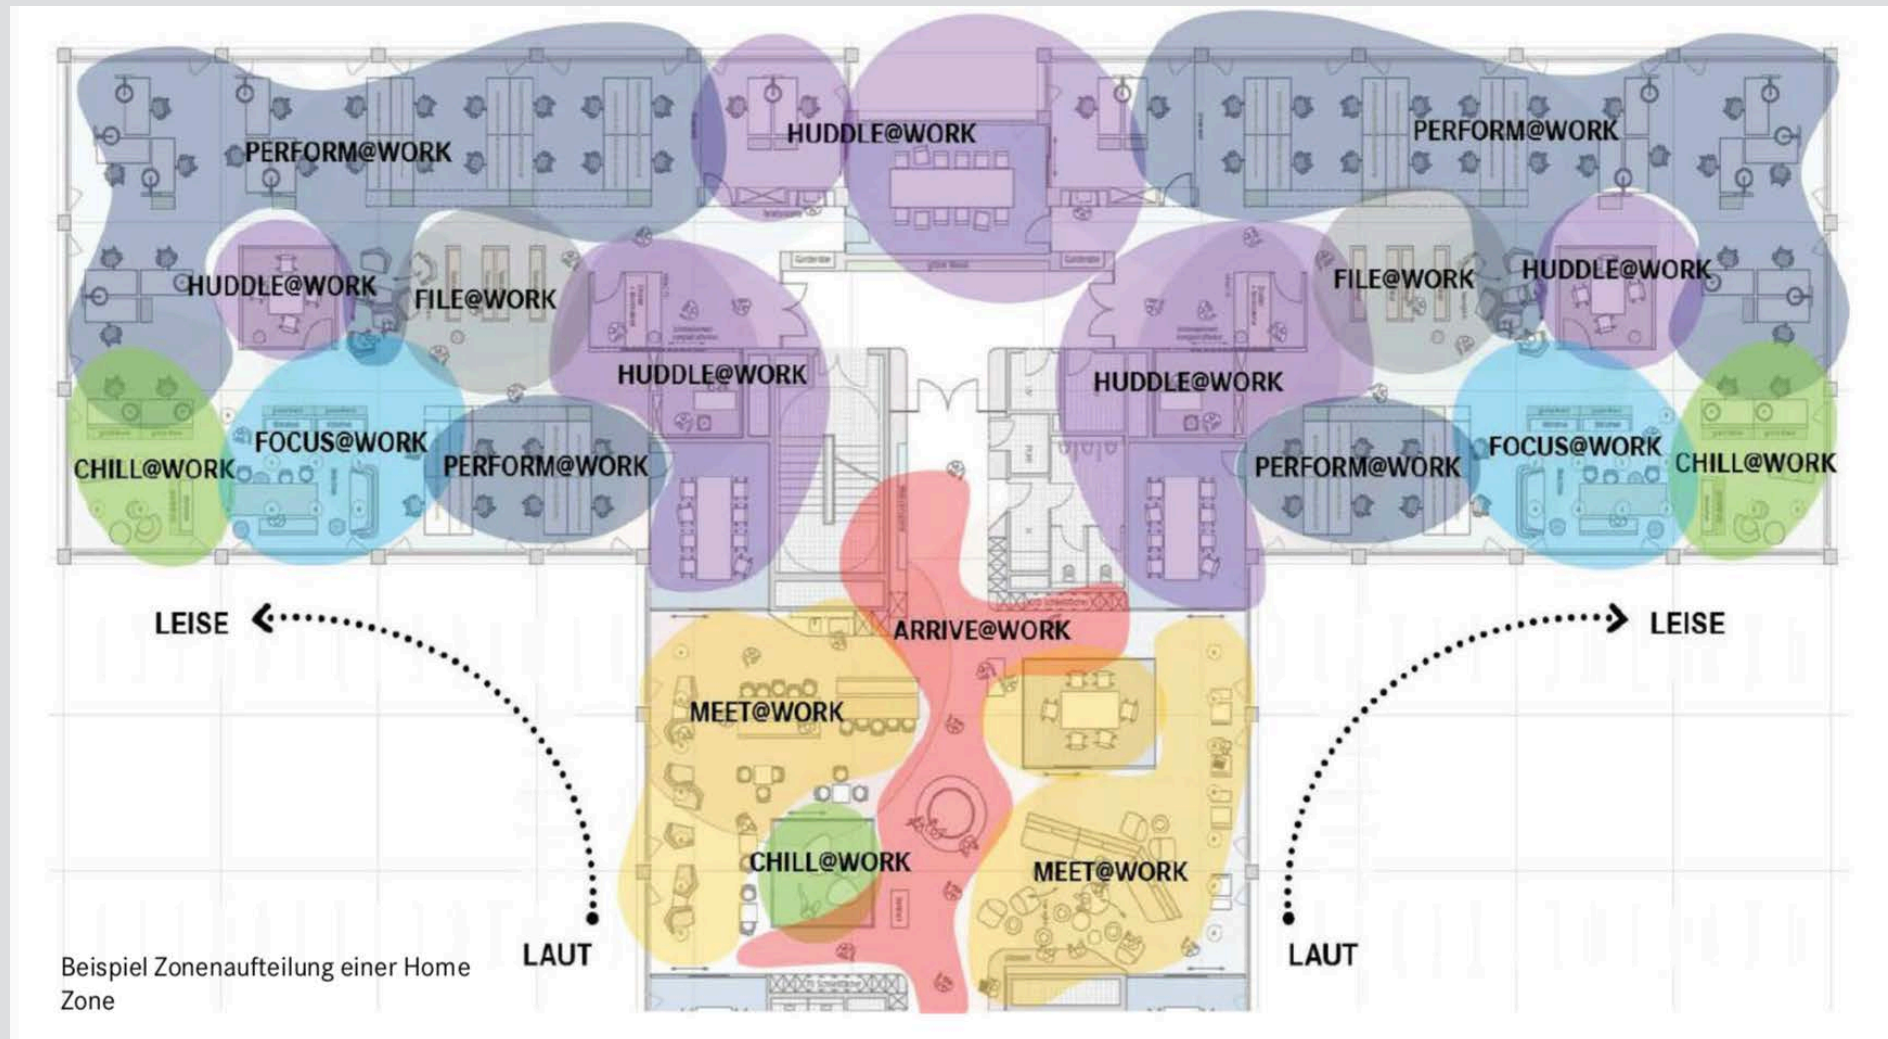 HUDDLE@WORK
PERFORM@WORK
PERFORM@WORK
HUDDLE@WORK
FILE@WORK
FILE@WORK
HUDDLE@WORK
Garderobe
Garderobe
HUDDLE@WORK
HUDDLE@WORK
CHILL@WORK
FOCUS@WORK
PERFORM@WORK
PERFORM@WORK
FOCUS@WORK
CHILL@WORK
LEISE
ARRIVE@WORK
LEISE
MEET@WORK
CHILL@WORK
MEET@WORK
LAUT
LAUT
Beispiel Zonenaufteilung einer Home
Zone